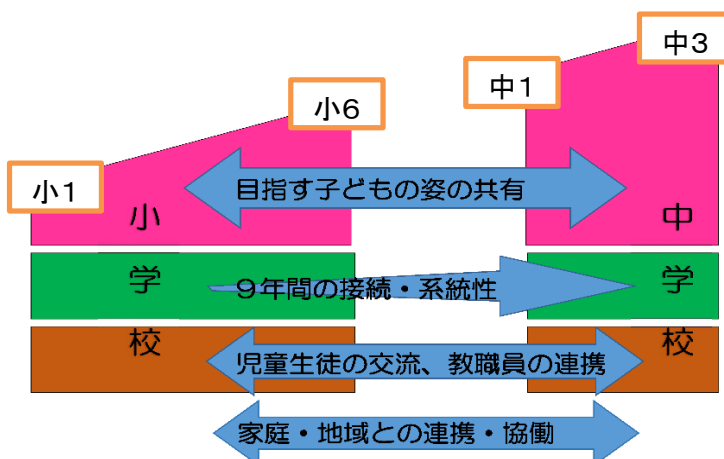 中3
中1
小6
小1
目指す子どもの姿の共有
小学校
中学校
9年間の接続・系統性
児童生徒の交流、教職員の連携
家庭・地域との連携・協働